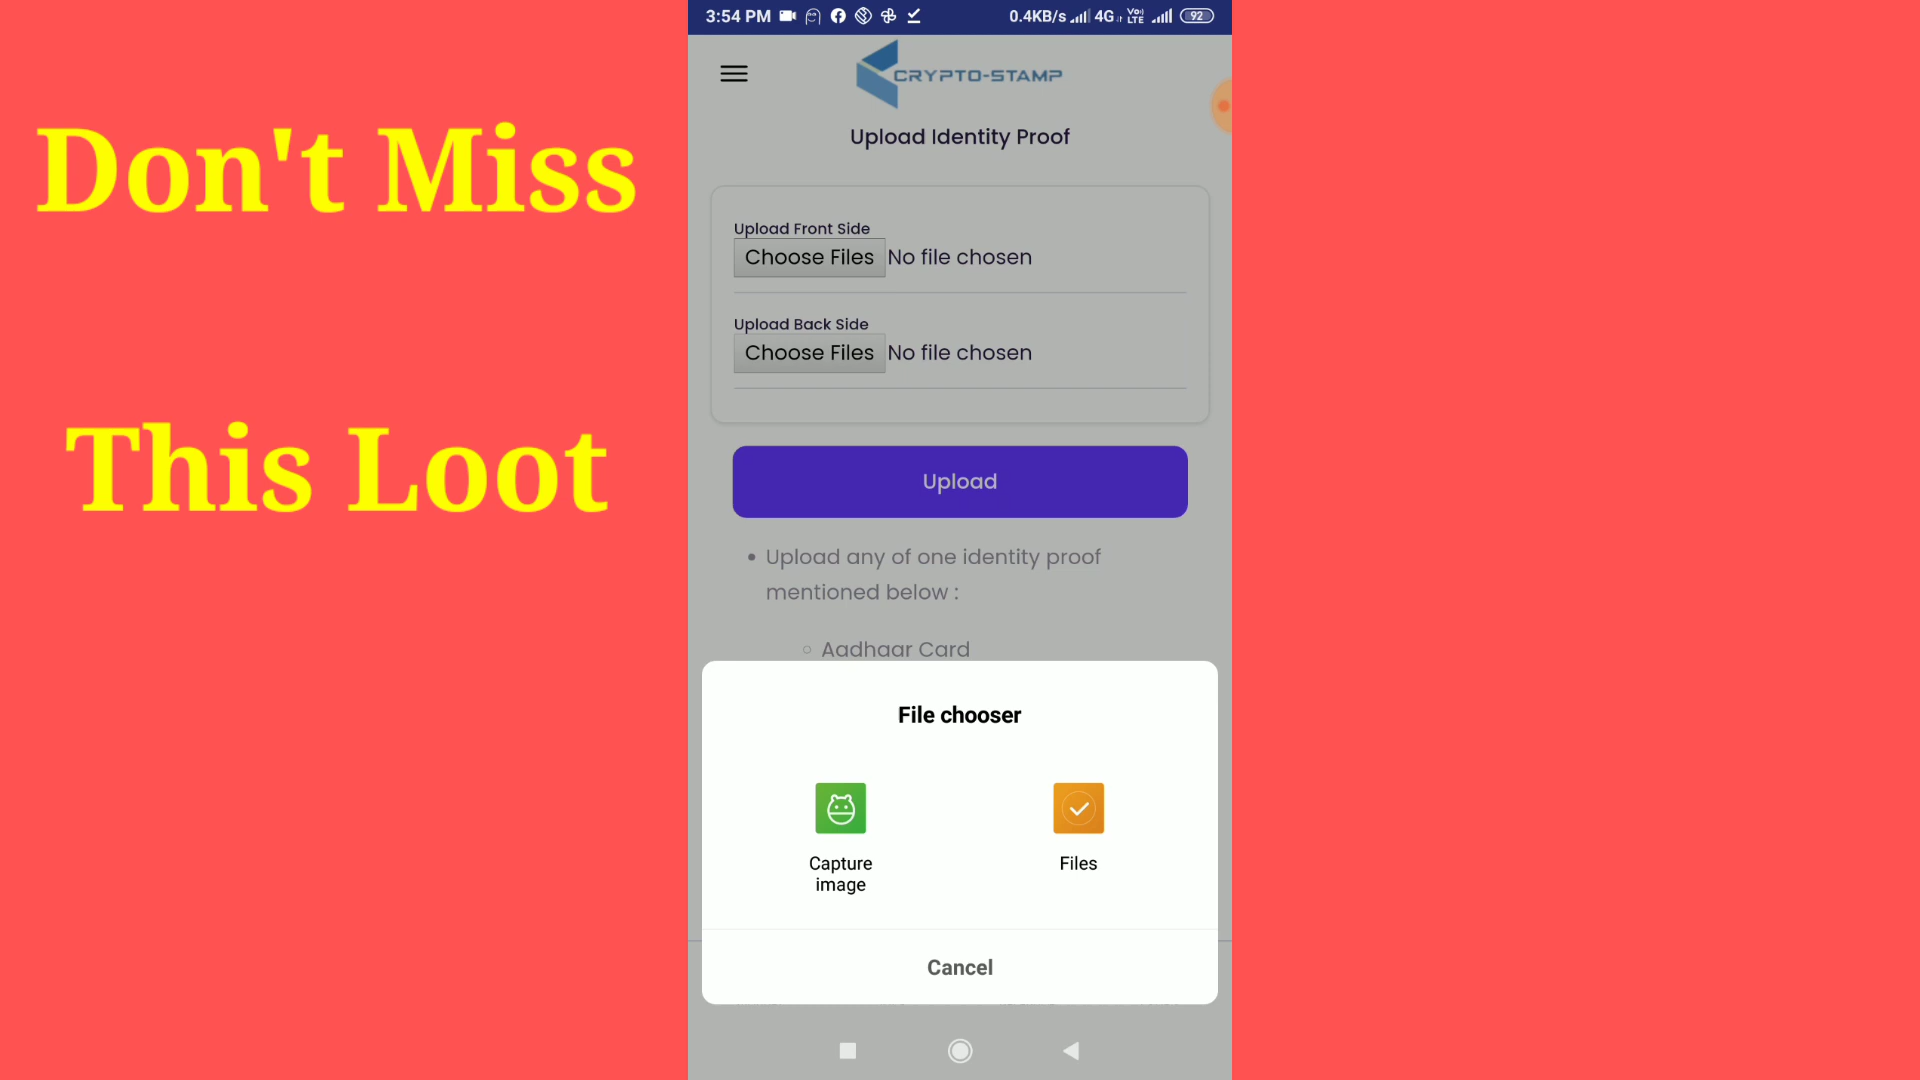 Don't Miss
This Loot
3:54 PM
0.4KB/s 4G Vo LTE 92
CRYPTO-STAMP
Upload Identity Proof
Upload Front Side
Choose Files No file chosen
Upload Back Side
Choose Files No file chosen
Upload
Upload any of one identity proof
mentioned below :
Aadhaar Card
File chooser
Capture
image
Files
Cancel